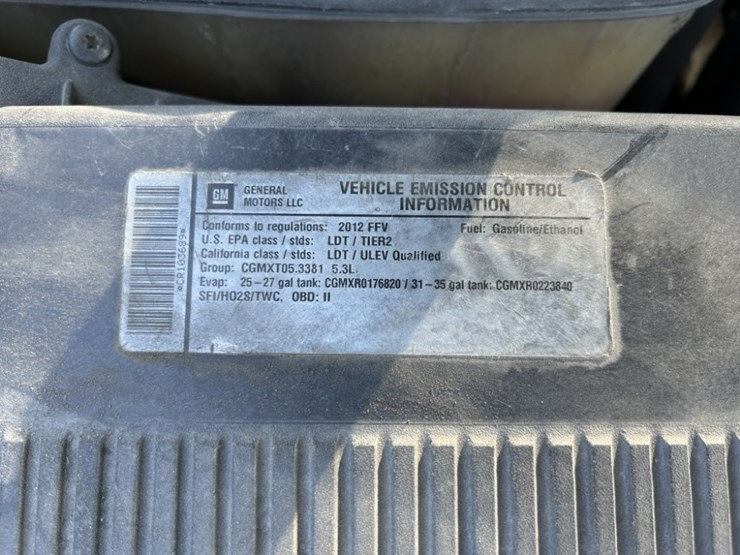 *CR103689*
GM
GENERAL
MOTORS LLC
VEHICLE EMISSION CONTROL
INFORMATION
Conforms to regulations: 2012 FFV Fuel: Gasoline/Ethanol
U.S. EPA class / stds: LDT / TIER2
California class / stds: LDT / ULEV Qualified
Group: CGMXT05.3381 5.3L
Evap: 25-27 gal tank: CGMXR0176820 / 31-35 gal tank: CGMXR0223840
SFI/HO2S/TWC, OBD: II